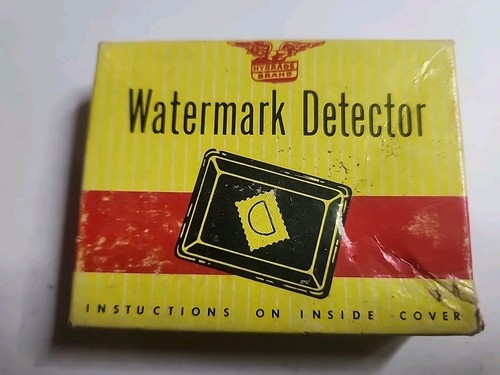 HYGRADE
BRAND
Watermark Detector
INSTUCTIONS ON INSIDE COVER